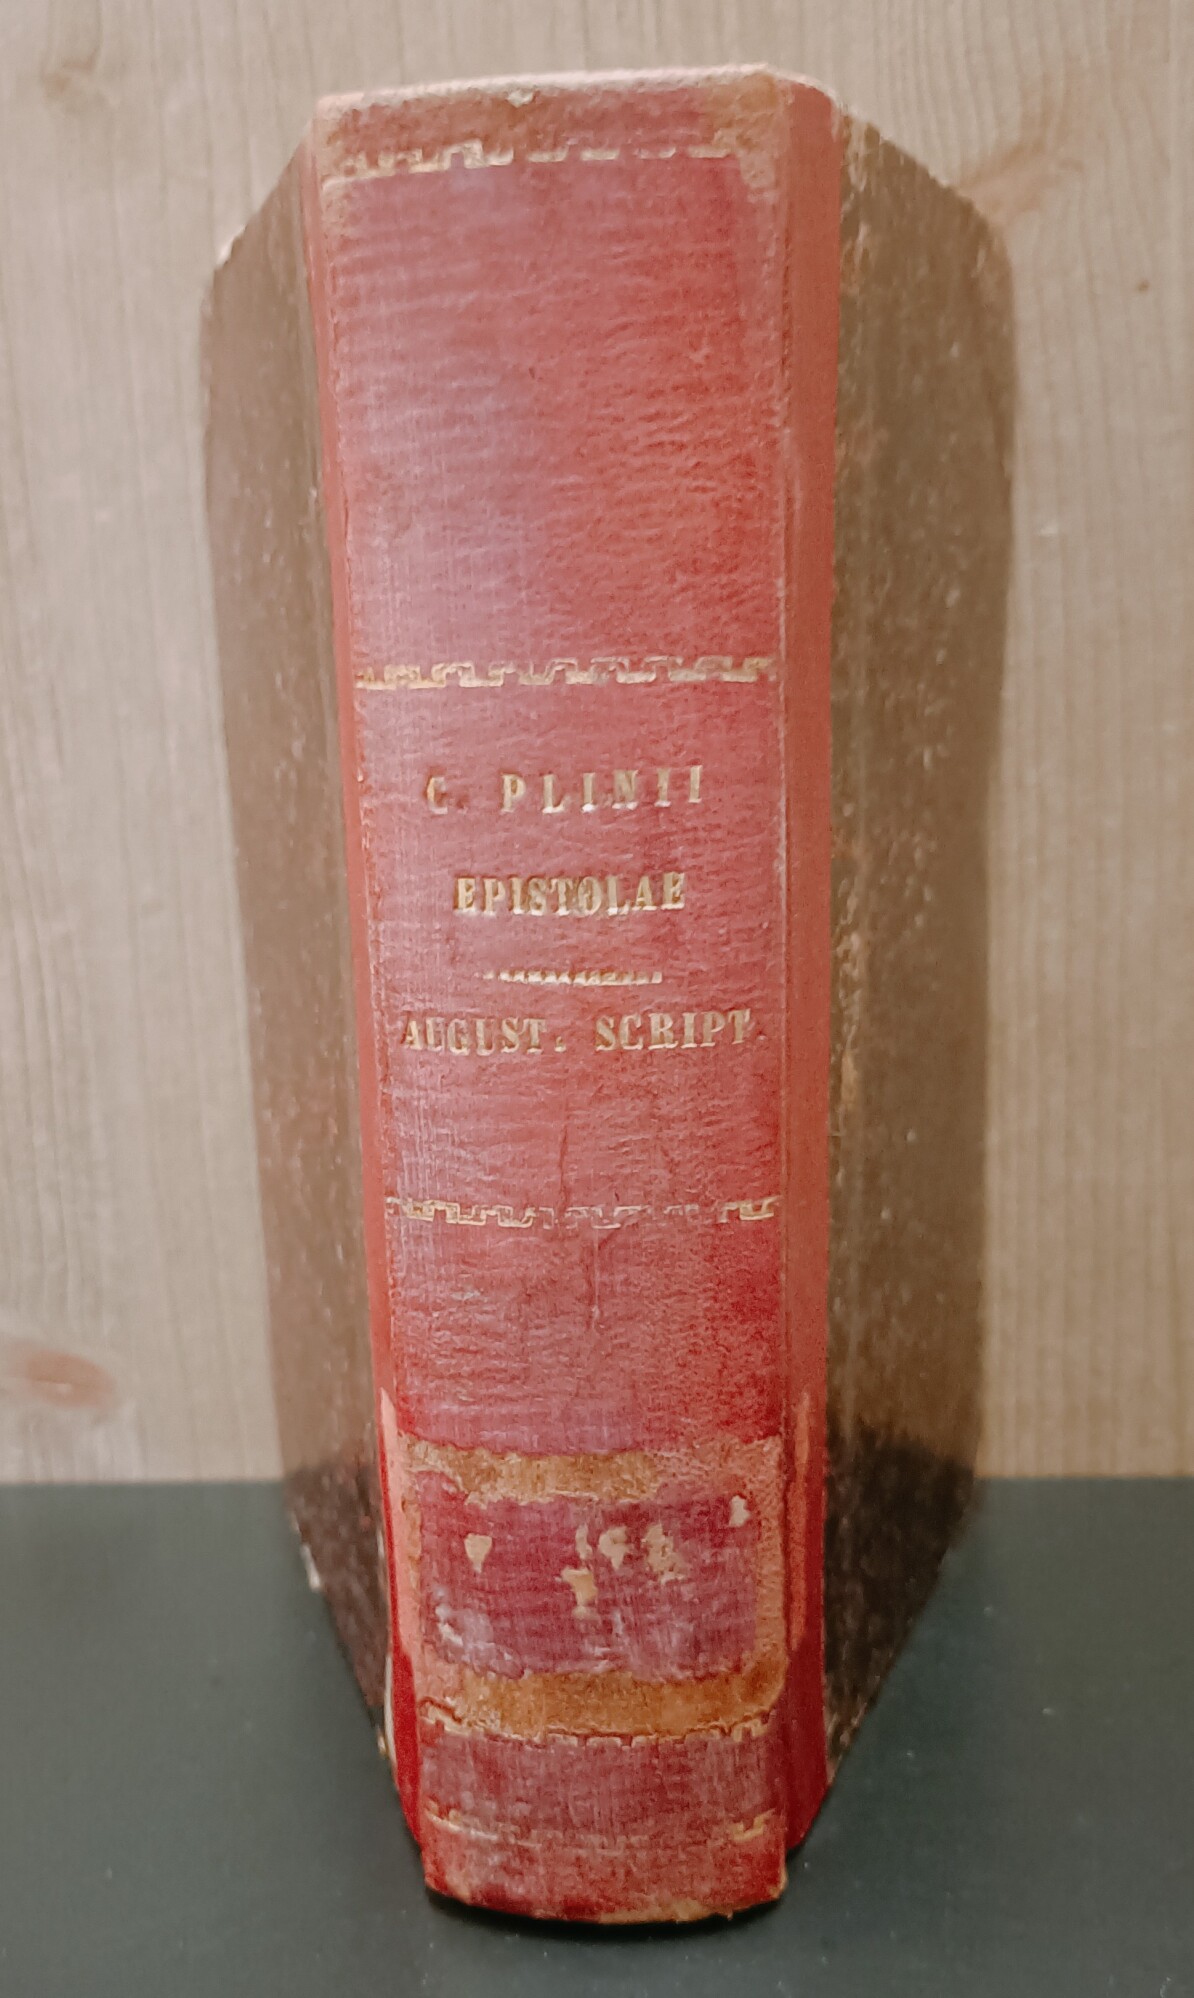 C. PLINII
EPISTOLAE
AUGUST. SCRIPT.